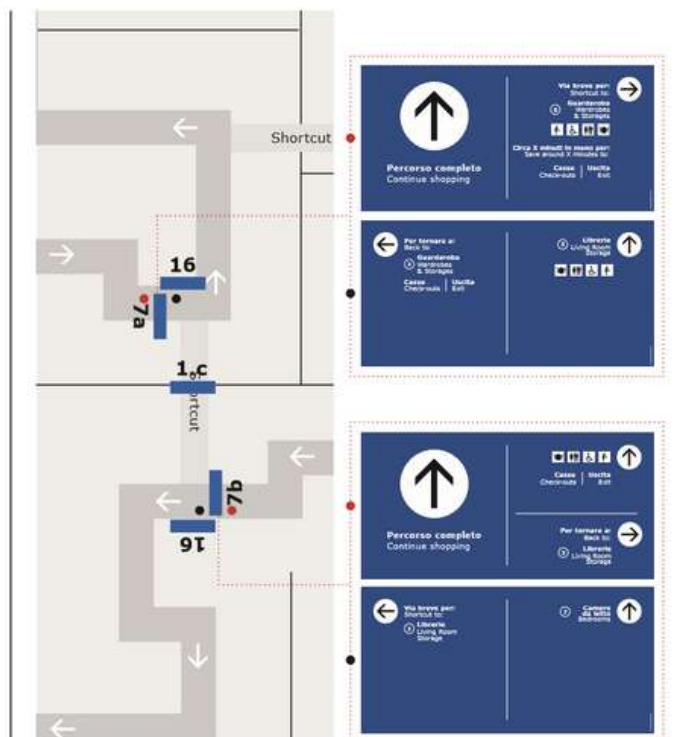 Shortcut
16
7a
1.c
Shortcut
7b
16
Via breve per:
Shortcut to:
Guardaroba
Wardrobes
& Storages
Percorso completo
Continue shopping
Circa X minuti in meno per:
Save around X minutes to:
Casse | Uscita
Check-outs | Exit
Per tornare a:
Back to:
Guardaroba
Wardrobes
& Storages
Casse | Uscita
Check-outs | Exit
Librerie
Living Room
Storage
Percorso completo
Continue shopping
Casse | Uscita
Check-outs | Exit
Per tornare a:
Back to:
Librerie
Living Room
Storage
Via breve per:
Shortcut to:
Librerie
Living Room
Storage
Camere
da letto
Bedrooms